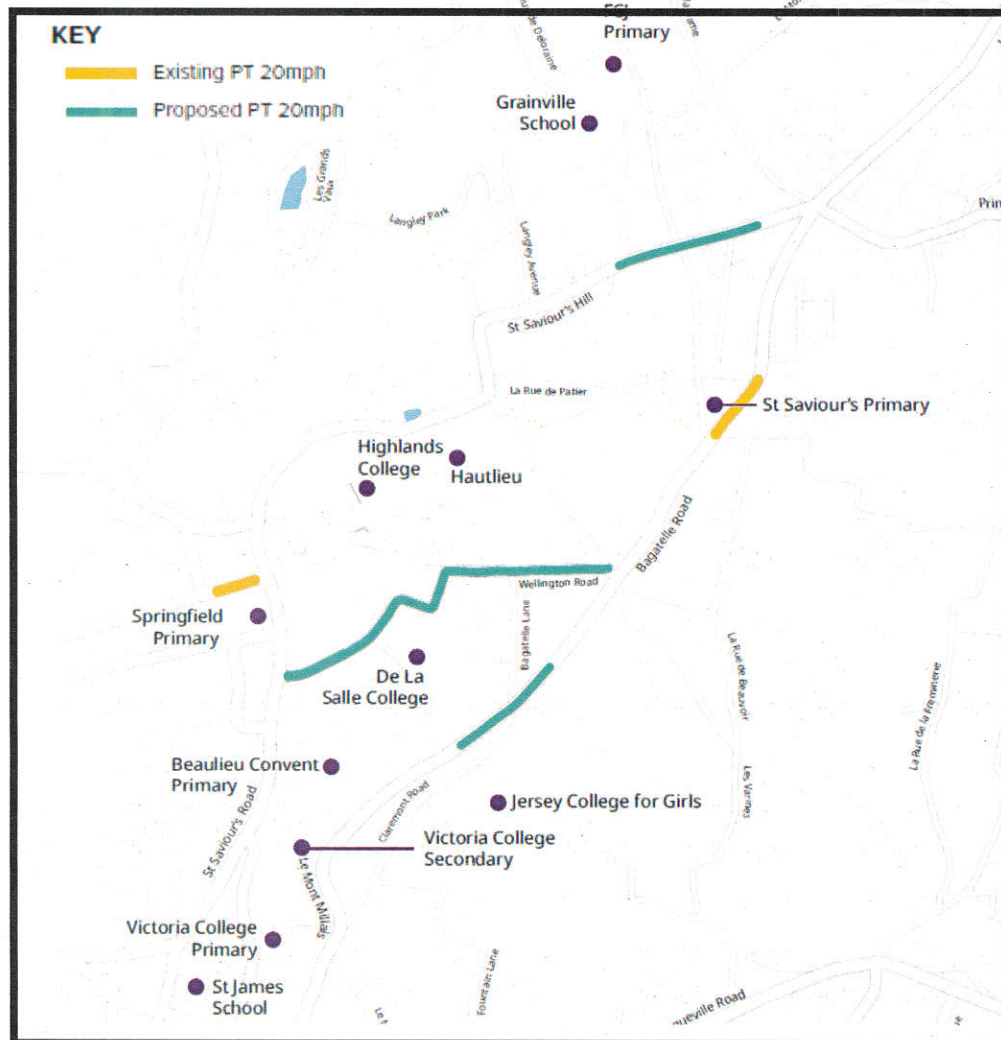 KEY
Existing PT 20mph
Proposed PT 20mph
Primary
Grainville
School
Les Grands
Vaux
Langley Park
Langley Avenue
St Saviour's Hill
La Rue de Patier
St Saviour's Primary
Highlands
College
Hautlieu
Bagatelle Road
Wellington Road
Bagatelle Lane
Springfield
Primary
De La
Salle College
La Rue de Beauvoir
La Rue de la Freminerie
Beaulieu Convent
Primary
St Saviour's Road
Claremont Road
Jersey College for Girls
Les Varines
Victoria College
Secondary
Le Mont Millais
Victoria College
Primary
St James
School
Fountain Lane
ueville Road